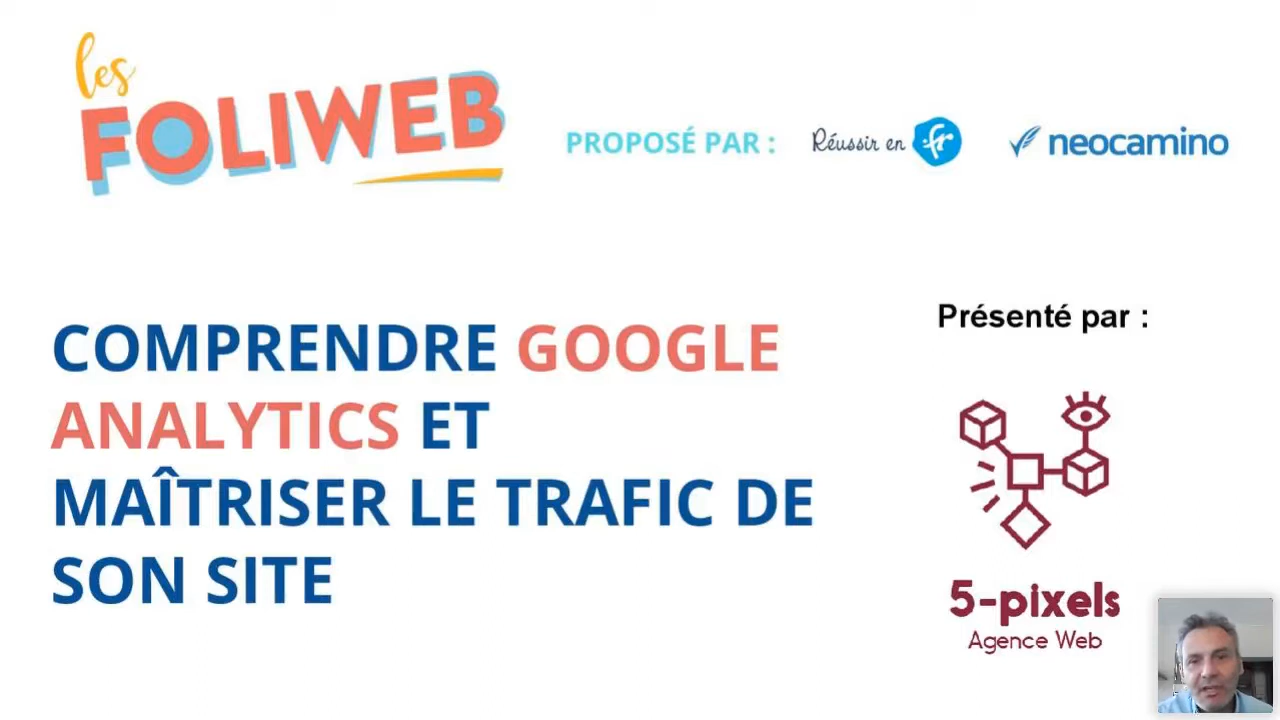 les
FOLIWEB
PROPOSÉ PAR :
Réussir en .fr
neocamino
COMPRENDRE GOOGLE
ANALYTICS ET
MAÎTRISER LE TRAFIC DE
SON SITE
Présenté par :
5-pixels
Agence Web